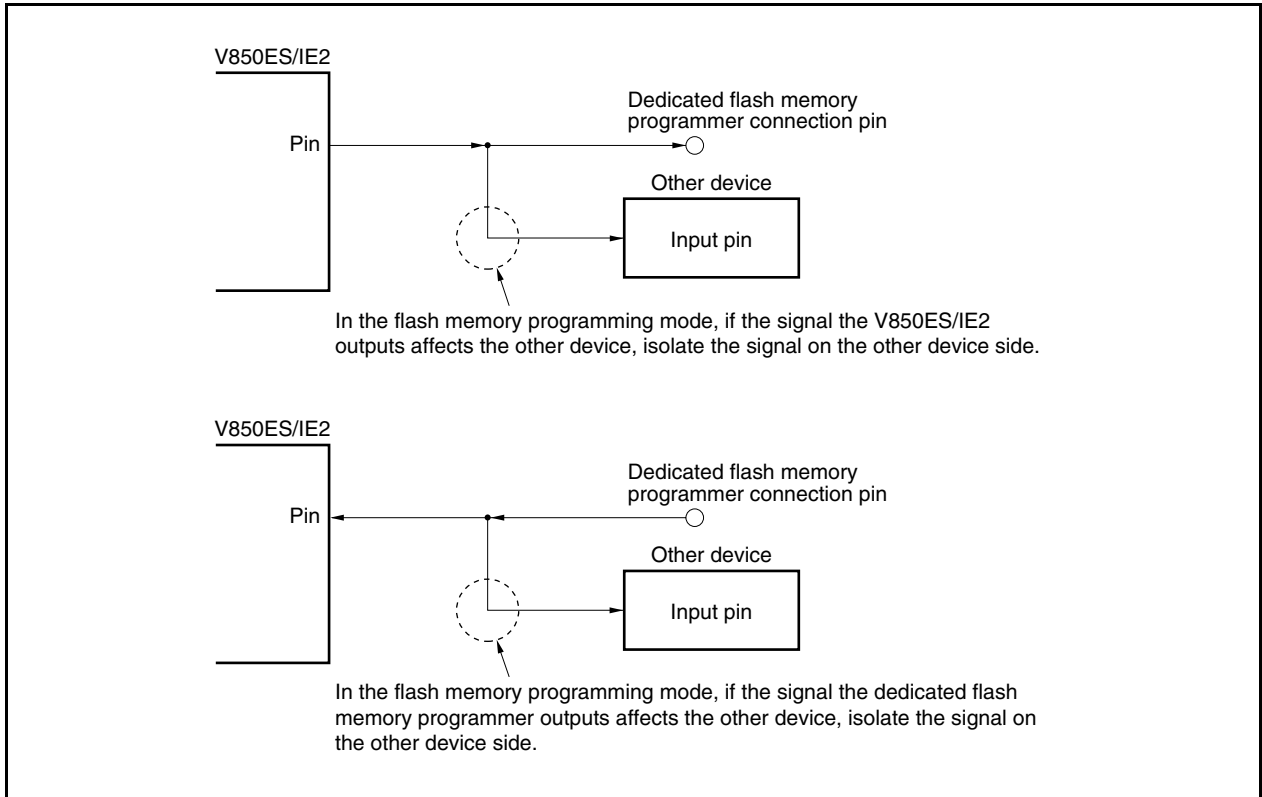 V850ES/IE2
Dedicated flash memory
programmer connection pin
Pin
Other device
Input pin
In the flash memory programming mode, if the signal the V850ES/IE2
outputs affects the other device, isolate the signal on the other device side.
V850ES/IE2
Dedicated flash memory
programmer connection pin
Pin
Other device
Input pin
In the flash memory programming mode, if the signal the dedicated flash
memory programmer outputs affects the other device, isolate the signal on
the other device side.